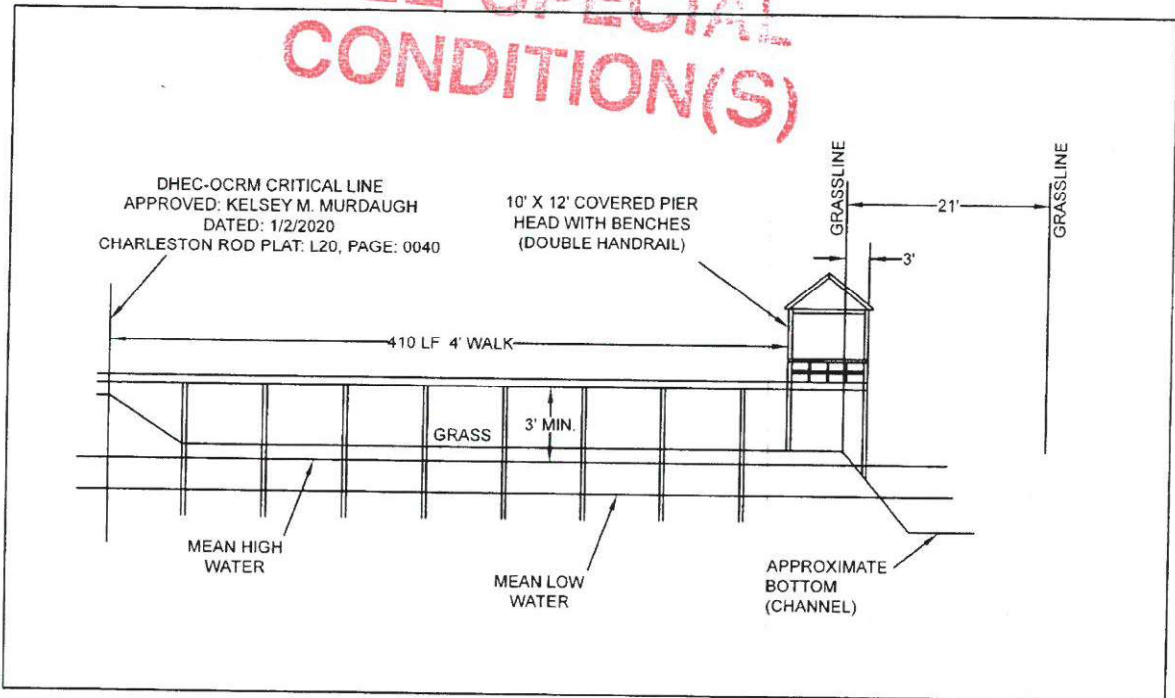 SPECIAL
CONDITION(S)
DHEC-OCRM CRITICAL LINE
APPROVED: KELSEY M. MURDAUGH
DATED: 1/2/2020
CHARLESTON ROD PLAT: L20, PAGE: 0040
10' X 12' COVERED PIER
HEAD WITH BENCHES
(DOUBLE HANDRAIL)
GRASSLINE
21'
GRASSLINE
3'
410 LF 4' WALK
GRASS
3' MIN.
MEAN HIGH
WATER
MEAN LOW
WATER
APPROXIMATE
BOTTOM
(CHANNEL)